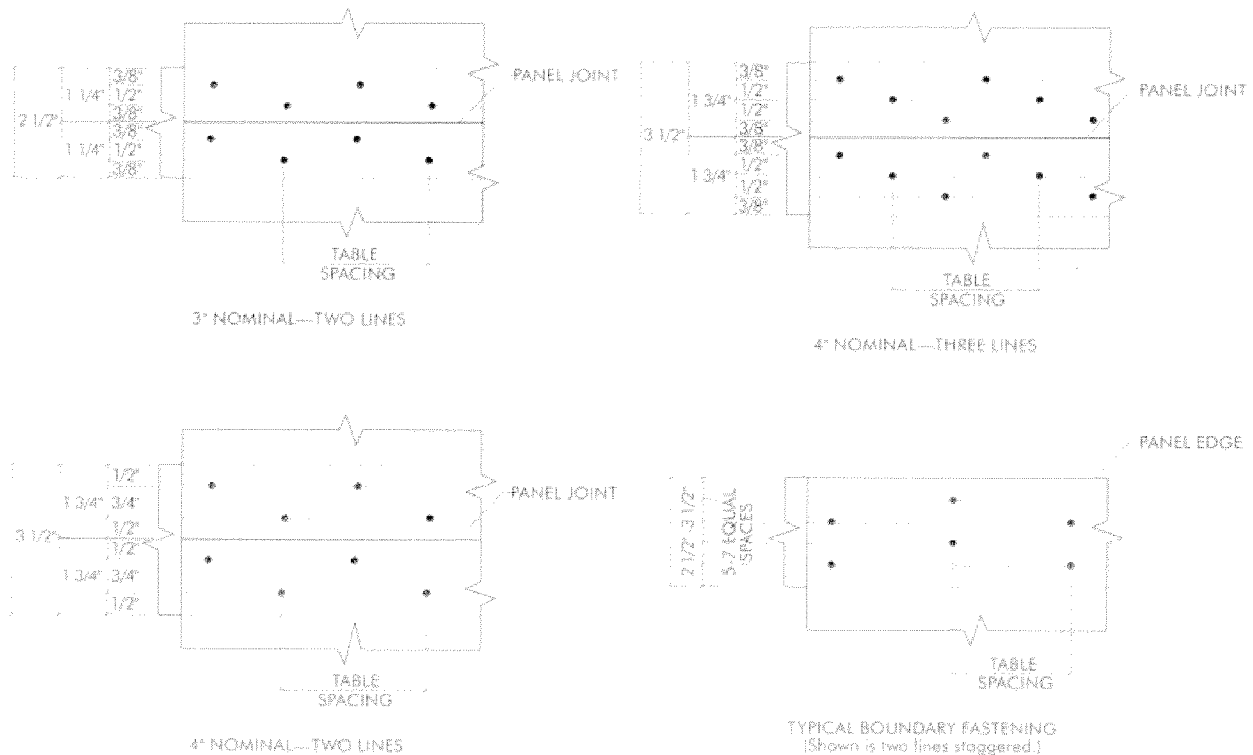 3/8"
1 1/4" 1/2"
3/8"
2 1/2"
3/8"
1 1/4" 1/2"
3/8"
PANEL JOINT
TABLE
SPACING
3" NOMINAL—TWO LINES
3/8"
1/2"
1 3/4"
1/2"
3/8"
3 1/2"
3/8"
1/2"
1 3/4"
1/2"
3/8"
PANEL JOINT
TABLE
SPACING
4" NOMINAL—THREE LINES
1/2"
1 3/4" 3/4"
1/2"
3 1/2"
1/2"
1 3/4" 3/4"
1/2"
PANEL JOINT
TABLE
SPACING
4" NOMINAL—TWO LINES
PANEL EDGE
2 1/2" -3 1/2"
5-7 EQUAL
SPACES
TABLE
SPACING
TYPICAL BOUNDARY FASTENING
(Shown is two lines staggered.)